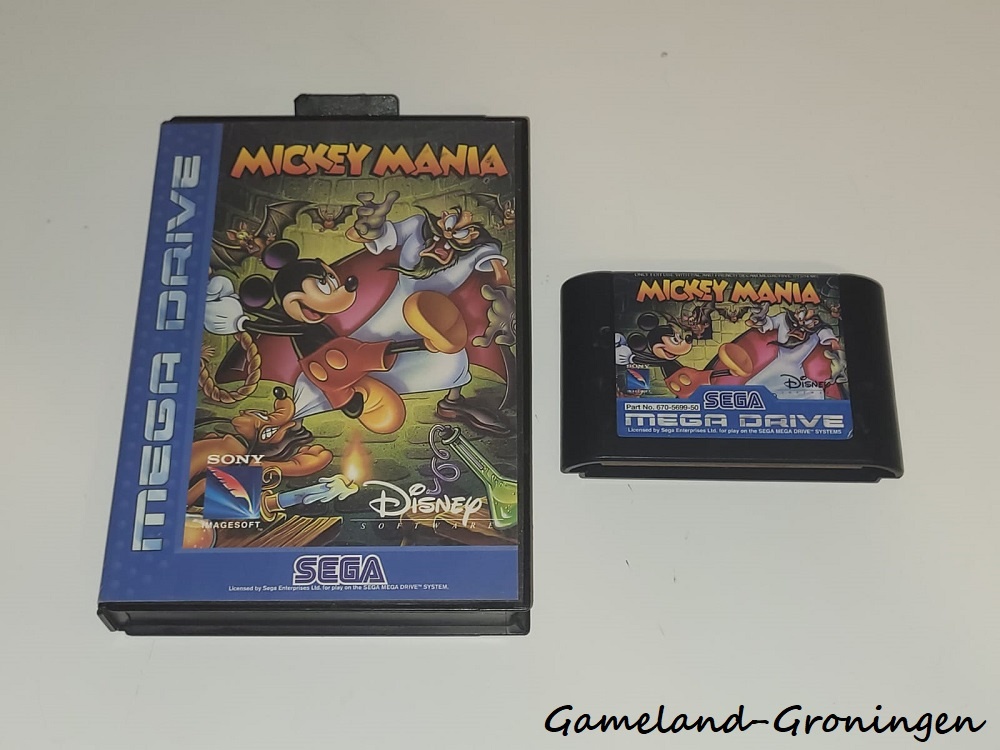 MICKEY MANIA
MEGA DRIVE
SONY
IMAGESOFT
Disney
SOFTWARE
SEGA
Licensed by Sega Enterprises Ltd. for play on the SEGA MEGA DRIVE™ SYSTEM.
MICKEY MANIA
SONY
Disney
SEGA
Part No. 670-5699-50
MEGA DRIVE
Licensed by Sega Enterprises Ltd. for play on the SEGA MEGA DRIVE™ SYSTEMS
Gameland-Groningen